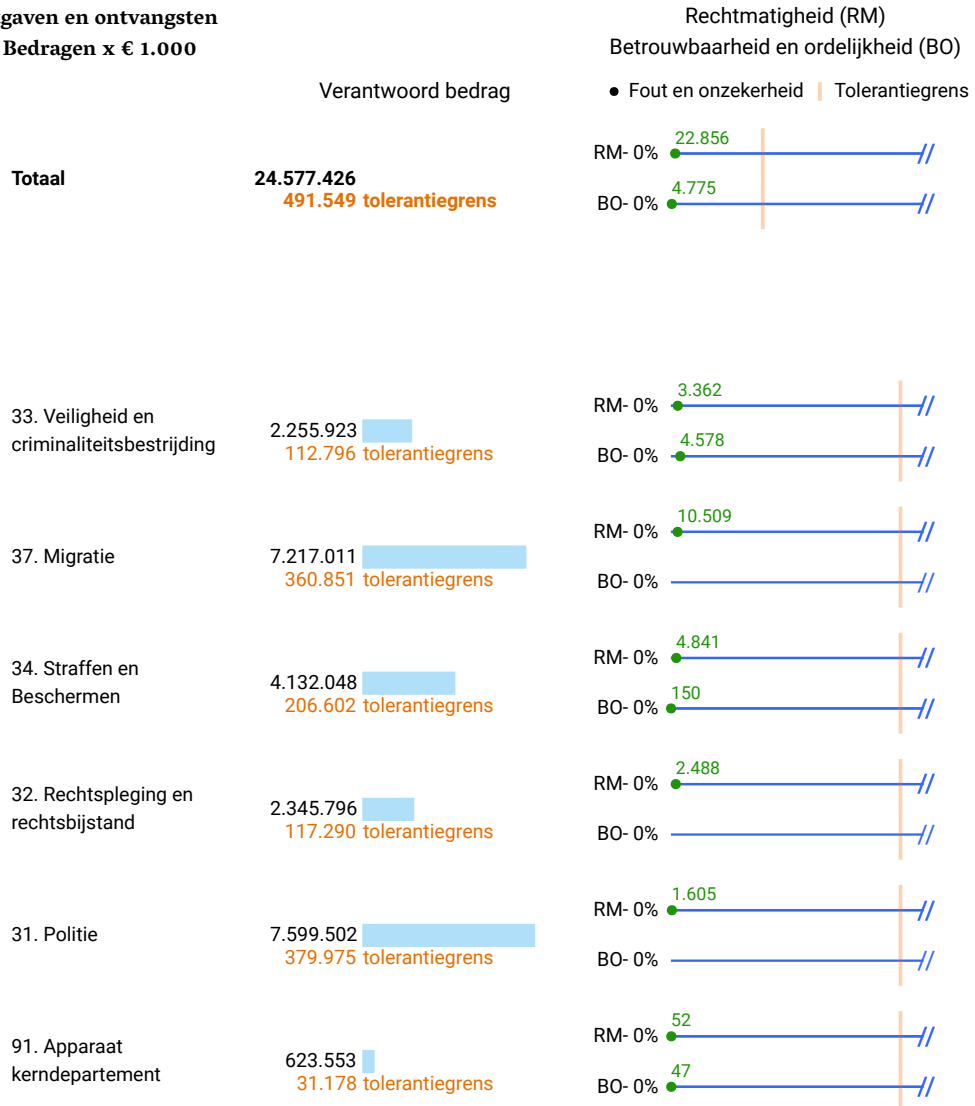 gaven en ontvangsten
Bedragen x € 1.000
Rechtmatigheid (RM)
Betrouwbaarheid en ordelijkheid (BO)
Verantwoord bedrag
Fout en onzekerheid
Tolerantiegrens
Totaal
24.577.426
491.549 tolerantiegrens
RM- 0%
22.856
BO- 0%
4.775
33. Veiligheid en
criminaliteitsbestrijding
2.255.923
112.796 tolerantiegrens
RM- 0%
3.362
BO- 0%
4.578
37. Migratie
7.217.011
360.851 tolerantiegrens
RM- 0%
10.509
BO- 0%
34. Straffen en
Beschermen
4.132.048
206.602 tolerantiegrens
RM- 0%
4.841
BO- 0%
150
32. Rechtspleging en
rechtsbijstand
2.345.796
117.290 tolerantiegrens
RM- 0%
2.488
BO- 0%
31. Politie
7.599.502
379.975 tolerantiegrens
RM- 0%
1.605
BO- 0%
91. Apparaat
kerndepartement
623.553
31.178 tolerantiegrens
RM- 0%
52
BO- 0%
47